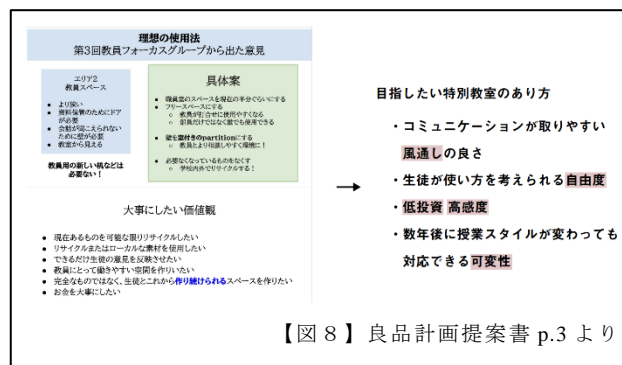 理想の使用法
第3回教員フォーカスグループから出た意見
エリア2
教員スペース
● より狭い
● 資料保管のためにドアが必要
● 会話が聞こえられないために壁が必要
● 教室から見える
教員用の新しい机などは
必要ない！
具体案
● 職員室のスペースを現在の半分ぐらいにする
● フリースペースにする
○ 教員が打合せに使用やすくなる
○ 部員だけではなく誰でも使用できる
● 壁を窓付きのpartitionにする
○ 教員とより相談しやすく環境に！
● 必要なくなっているものをなくす
○ 学校内外でリサイクルする！
大事にしたい価値観
● 現在あるものを可能な限りリサイクルしたい
● リサイクルまたはローカルな素材を使用したい
● できるだけ生徒の意見を反映させたい
● 教員にとって働きやすい空間を作りいたい
● 完全なものではなく、生徒とこれから作り続けられるスペースを作りたい
● お金を大事にしたい
→
目指したい特別教室のあり方
・コミュニケーションが取りやすい
風通しの良さ
・生徒が使い方を考えられる自由度
・低投資 高感度
・数年後に授業スタイルが変わっても
対応できる可変性
【図８】良品計画提案書 p.3 より